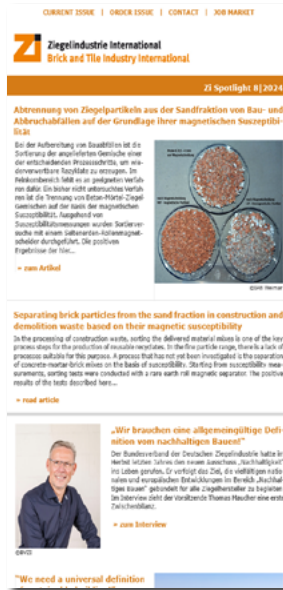 CURRENT ISSUE | ORDER ISSUE | CONTACT | JOB MARKET
Zi
Ziegelindustrie International
Brick and Tile Industry International
Zi Spotlight 8|2024
Abtrennung von Ziegelpartikeln aus der Sandfraktion von Bau- und
Abbruchabfällen auf der Grundlage ihrer magnetischen Suszeptibi-
lität
Bei der Aufbereitung von Bauabfällen ist die
Sortierung der angelieferten Gemische einer
der entscheidenden Prozessschritte, um wie-
derverwertbare Rezyklate zu erzeugen. Im
Feinkornbereich fehlt es an geeigneten Verfah-
ren dafür. Ein bisher nicht untersuchtes Verfah-
ren ist die Trennung von Beton-Mörtel-Ziegel-
Gemischen auf der Basis der magnetischen
Suszeptibilität. Ausgehend von
Suszeptibilitätsmessungen wurden Sortierver-
suche mit einem Seltenerden-Rollenmagnet-
scheider durchgeführt. Die positiven
Ergebnisse der hier...
» zum Artikel
Separating brick particles from the sand fraction in construction and
demolition waste based on their magnetic susceptibility
In the processing of construction waste, sorting the delivered material mixes is one of the key
process steps for the production of reusable recyclates. In the fine particle range, there is a lack of
processes suitable for this purpose. A process that has not yet been investigated is the separation
of concrete-mortar-brick mixes on the basis of susceptibility. Starting from susceptibility mea-
surements, sorting tests were conducted with a rare earth roll magnetic separator. The positive
results of the tests described here...
» read article
„Wir brauchen eine allgemeingültige Defi-
nition vom nachhaltigen Bauen!"
Der Bundesverband der Deutschen Ziegelindustrie hatte im
Herbst letzten Jahres den neuen Ausschuss „Nachhaltigkeit"
ins Leben gerufen. Er verfolgt das Ziel, die vielfältigen natio-
nalen und europäischen Entwicklungen im Bereich „Nachhal-
tiges Bauen" gebündelt für alle Ziegelhersteller zu begleiten.
Im Interview zieht der Vorsitzende Thomas Maucher eine erste
Zwischenbilanz.
» zum Interview
"We need a universal definition